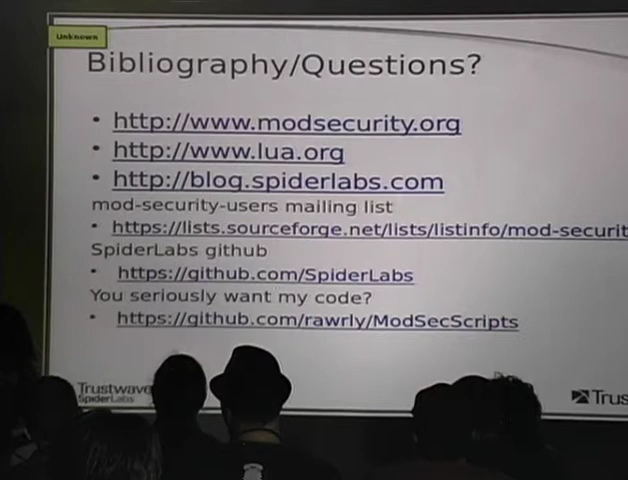 Unknown
Bibliography/Questions?
• http://www.modsecurity.org
• http://www.lua.org
• http://blog.spiderlabs.com
mod-security-users mailing list
• https://lists.sourceforge.net/lists/listinfo/mod-securit
SpiderLabs github
• https://github.com/SpiderLabs
You seriously want my code?
• https://github.com/rawrly/ModSecScripts
Trustwave
SpiderLabs
Trus